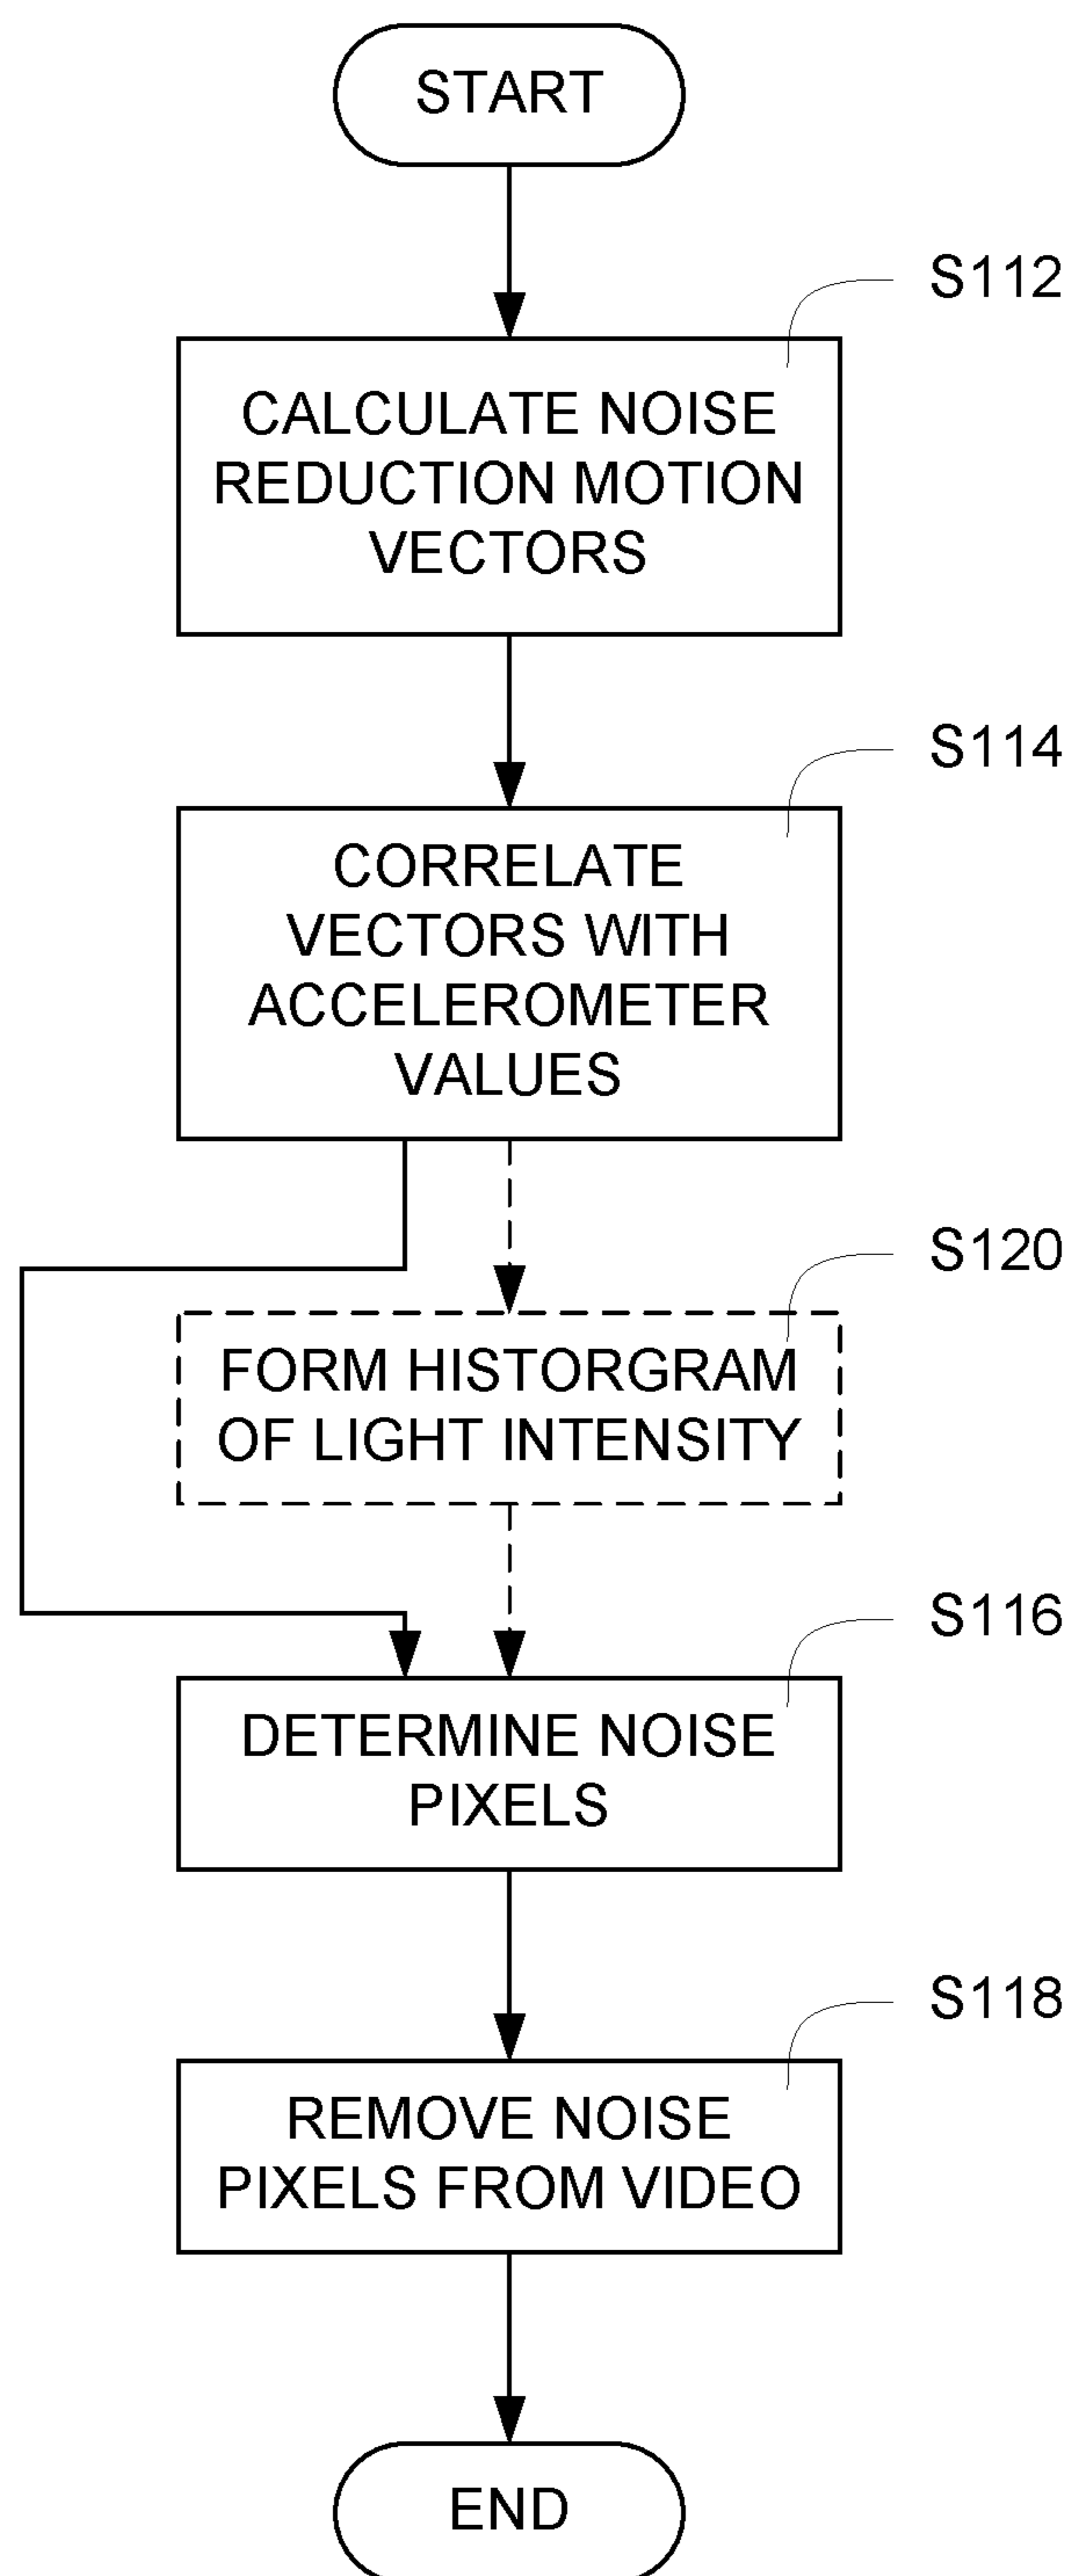 START
S112
CALCULATE NOISE
REDUCTION MOTION
VECTORS
S114
CORRELATE
VECTORS WITH
ACCELEROMETER
VALUES
S120
FORM HISTORGRAM
OF LIGHT INTENSITY
S116
DETERMINE NOISE
PIXELS
S118
REMOVE NOISE
PIXELS FROM VIDEO
END